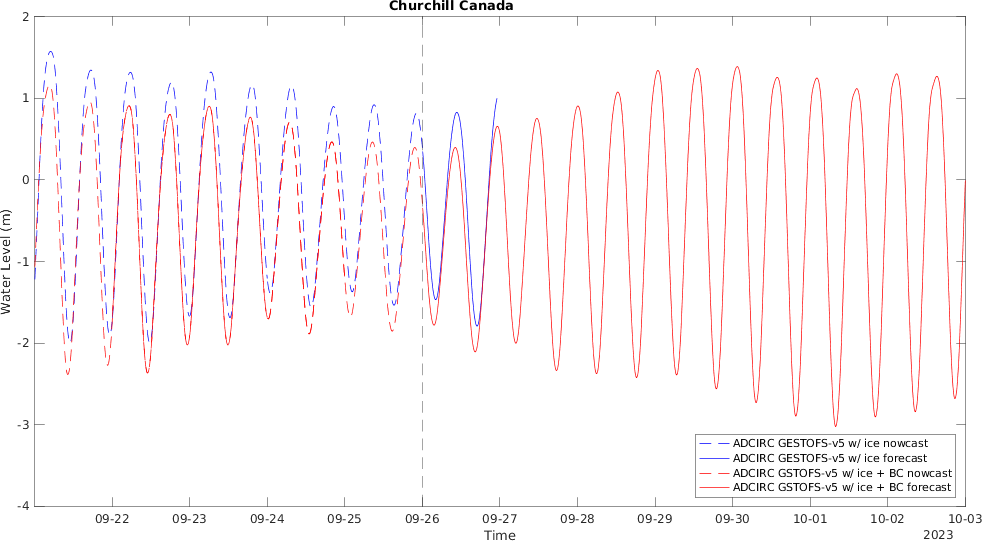 Churchill Canada
2
1
0
-1
-2
-3
-4
Water Level (m)
09-22 09-23 09-24 09-25 09-26 09-27 09-28 09-29 09-30 10-01 10-02 10-03
Time
2023
ADCIRC GESTOFS-v5 w/ ice nowcast
ADCIRC GESTOFS-v5 w/ ice forecast
ADCIRC GSTOFS-v5 w/ ice + BC nowcast
ADCIRC GSTOFS-v5 w/ ice + BC forecast